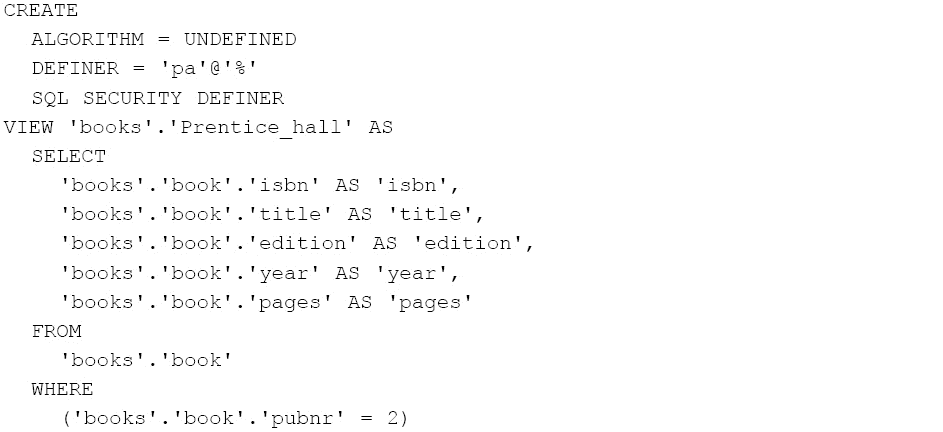 CREATE
ALGORITHM = UNDEFINED
DEFINER = 'pa'@'%'
SQL SECURITY DEFINER
VIEW 'books'.'Prentice_hall' AS
SELECT
'books'.'book'.'isbn' AS 'isbn',
'books'.'book'.'title' AS 'title',
'books'.'book'.'edition' AS 'edition',
'books'.'book'.'year' AS 'year',
'books'.'book'.'pages' AS 'pages'
FROM
'books'.'book'
WHERE
('books'.'book'.'pubnr' = 2)